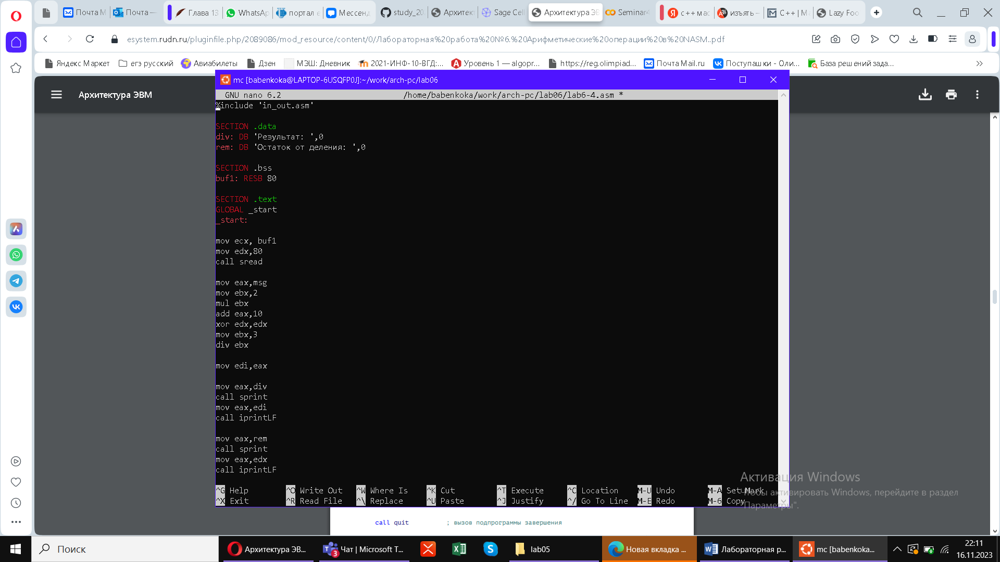 Почта М
Почта —
Глава 13
WhatsAp
портал е
Мессенд
study_20
Архитек
Sage Cel
Архитектура ЭВ
Seminar
с++ мас
изъять -
C++ | М
Lazy Foo
esystem.rudn.ru/pluginfile.php/2089086/mod_resource/content/0/Лабораторная%20работа%20№6.%20Арифметические%20операции%20в%20NASM..pdf
Яндекс Маркет
егэ русский
Авиабилеты
Дзен
МЭШ: Дневник
2021-ИНФ-10-ВГД:...
Уровень 1 — algopr...
https://reg.olimpiad...
Почта Mail.ru
Поступашки - Оли...
База решений зада...
mc [babenkoka@LAPTOP-6USQFP0J]:~/work/arch-pc/lab06
Архитектура ЭВМ
GNU nano 6.2 /home/babenkoka/work/arch-pc/lab06/lab6-4.asm *
%include 'in_out.asm'
SECTION .data
div: DB 'Результат: ',0
rem: DB 'Остаток от деления: ',0
SECTION .bss
buf1: RESB 80
SECTION .text
GLOBAL _start
_start:
mov ecx, buf1
mov edx,80
call sread
mov eax,msg
mov ebx,2
mul ebx
add eax,10
xor edx,edx
mov ebx,3
div ebx
mov edi,eax
mov eax,div
call sprint
mov eax,edi
call iprintLF
mov eax,rem
call sprint
mov eax,edx
call iprintLF
^G Help ^O Write Out ^W Where Is ^K Cut ^T Execute ^C Location M-U Undo M-A Set Mark
^X Exit ^R Read File ^\ Replace ^U Paste ^J Justify ^/ Go To Line M-E Redo M-6 Copy
Активация Windows
Чтобы активировать Windows, перейдите в раздел
"Параметры".
call quit ; вызов подпрограммы завершения
Поиск
Архитектура ЭВ...
3
Чат | Microsoft T...
lab05
Новая вкладка ...
Лабораторная р...
mc [babenkoka...
22:11
16.11.2023